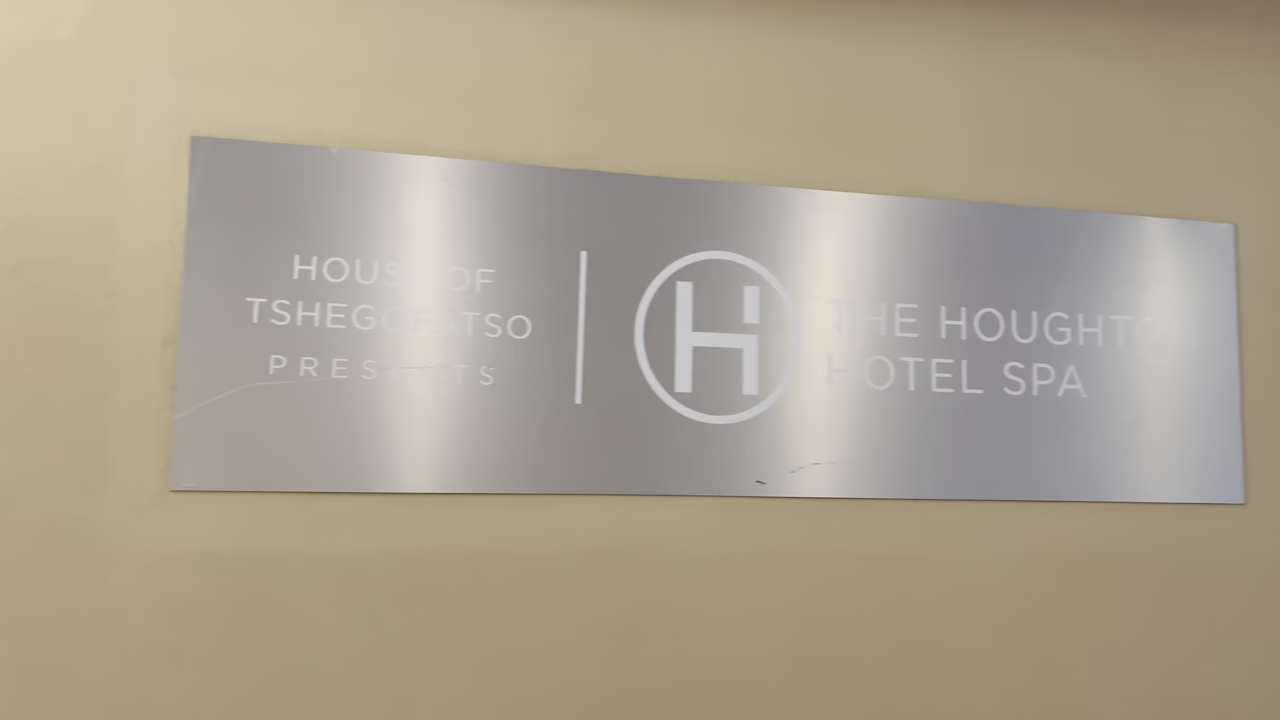 HOUSE OF
TSHEGOFATSO
PRESENTS
H
THE HOUGHTON
HOTEL SPA